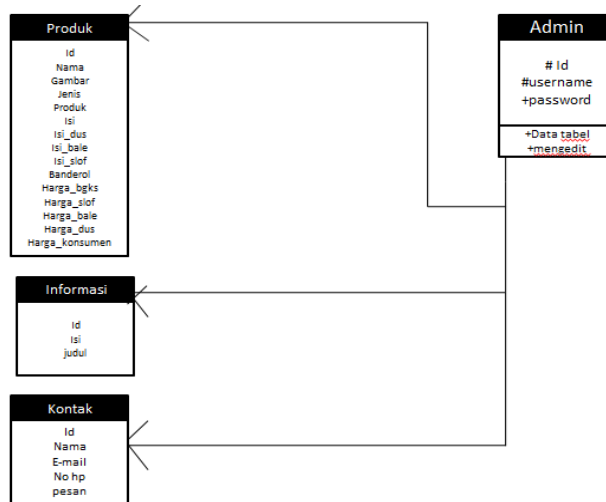 Produk
Id
Nama
Gambar
Jenis
Produk
Isi
Isi_dus
Isi_bale
Isi_slof
Banderol
Harga_bgks
Harga_slof
Harga_bale
Harga_dus
Harga_konsumen
Admin
# Id
#username
+password
+Data tabel
+mengedit
Informasi
Id
Isi
judul
Kontak
Id
Nama
E-mail
No hp
pesan